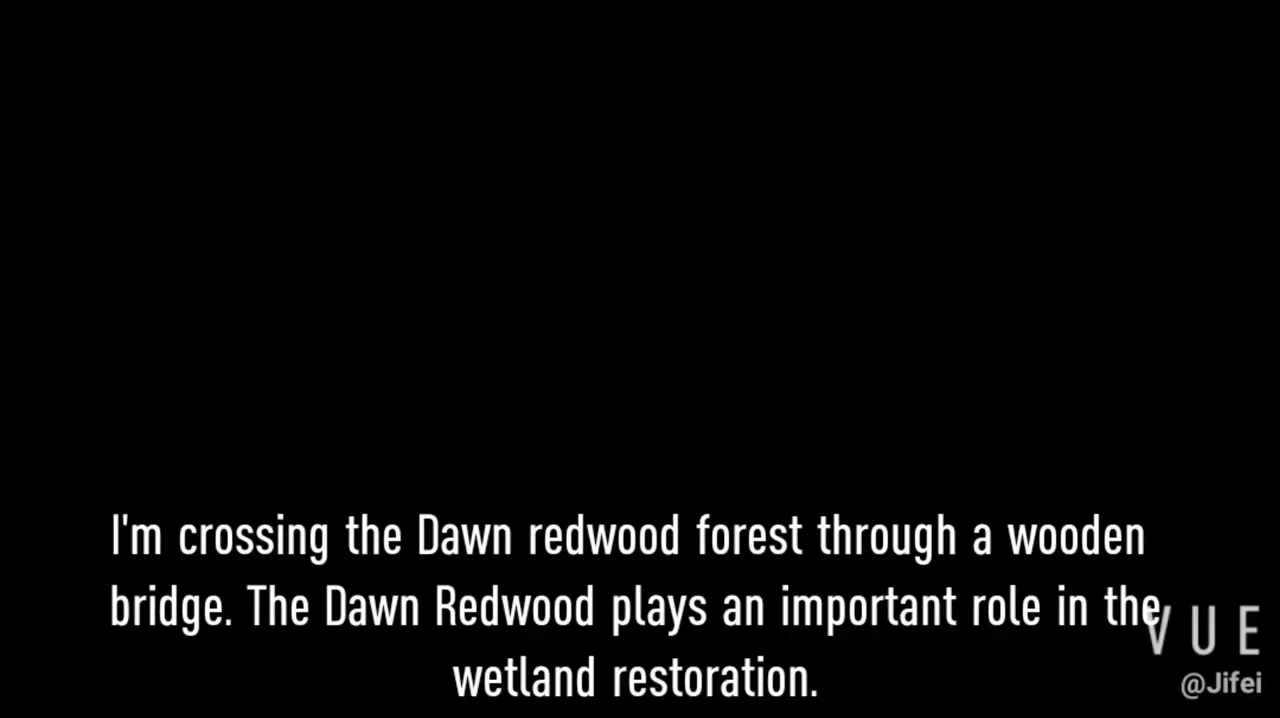 I'm crossing the Dawn redwood forest through a wooden
bridge. The Dawn Redwood plays an important role in the
wetland restoration.
VUE
@Jifei